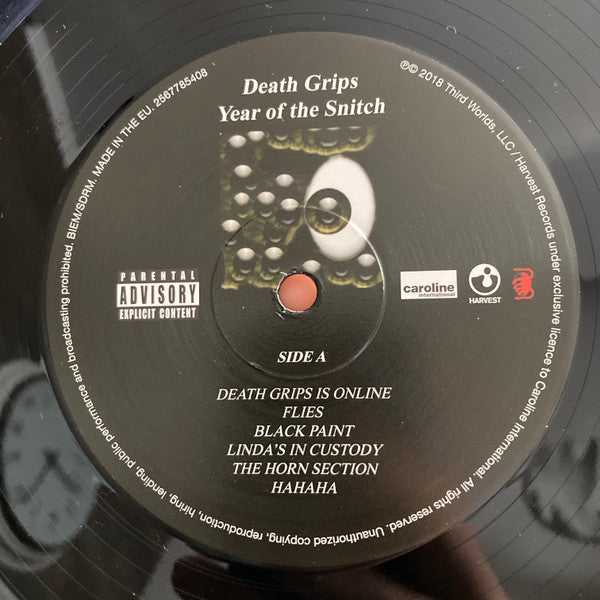 Death Grips
Year of the Snitch
PARENTAL
ADVISORY
EXPLICIT CONTENT
caroline
international
HARVEST
SIDE A
DEATH GRIPS IS ONLINE
FLIES
BLACK PAINT
LINDA'S IN CUSTODY
THE HORN SECTION
HAHAHA
℗© 2018 Third Worlds, LLC / Harvest Records under exclusive licence to Caroline International. All rights reserved. Unauthorized copying, reproduction, hiring, lending, public performance and broadcasting prohibited. BIEM/SDRM. MADE IN THE EU. 2567785408